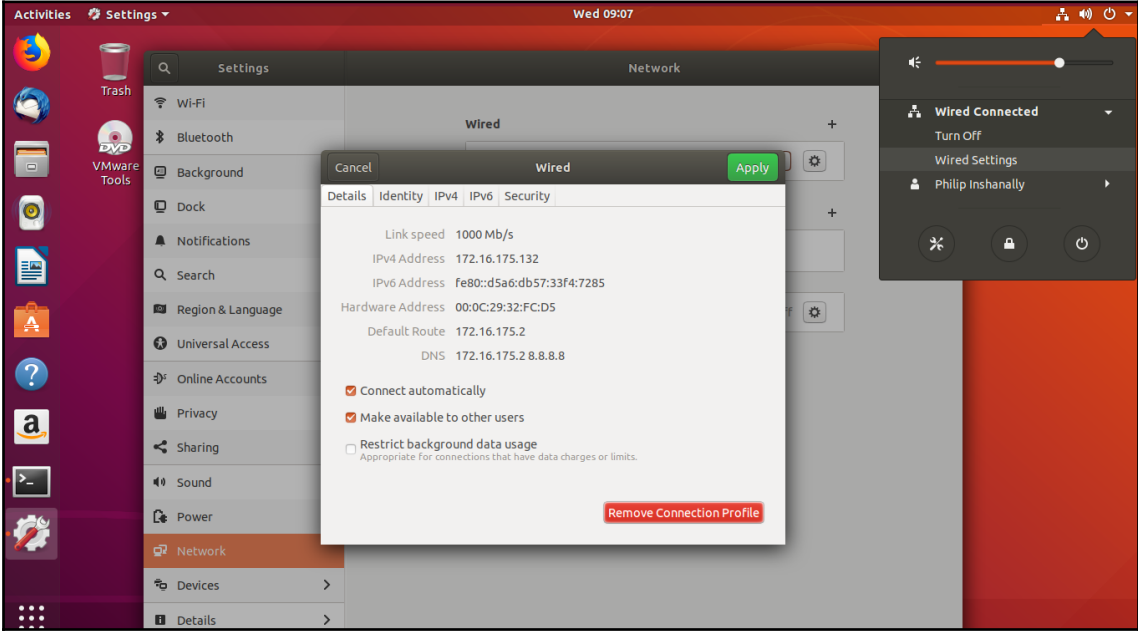 Activities Settings Wed 09:07
Trash
VMware
Tools
Settings Network
Wi-Fi
Bluetooth
Background
Dock
Notifications
Search
Region & Language
Universal Access
Online Accounts
Privacy
Sharing
Sound
Power
Network
Devices
Details
Wired
Cancel Wired Apply
Details Identity IPv4 IPv6 Security
Link speed 1000 Mb/s
IPv4 Address 172.16.175.132
IPv6 Address fe80::d5a6:db57:33f4:7285
Hardware Address 00:0C:29:32:FC:D5
Default Route 172.16.175.2
DNS 172.16.175.2 8.8.8.8
Connect automatically
Make available to other users
Restrict background data usage
Appropriate for connections that have data charges or limits.
Remove Connection Profile
Wired Connected
Turn Off
Wired Settings
Philip Inshanally